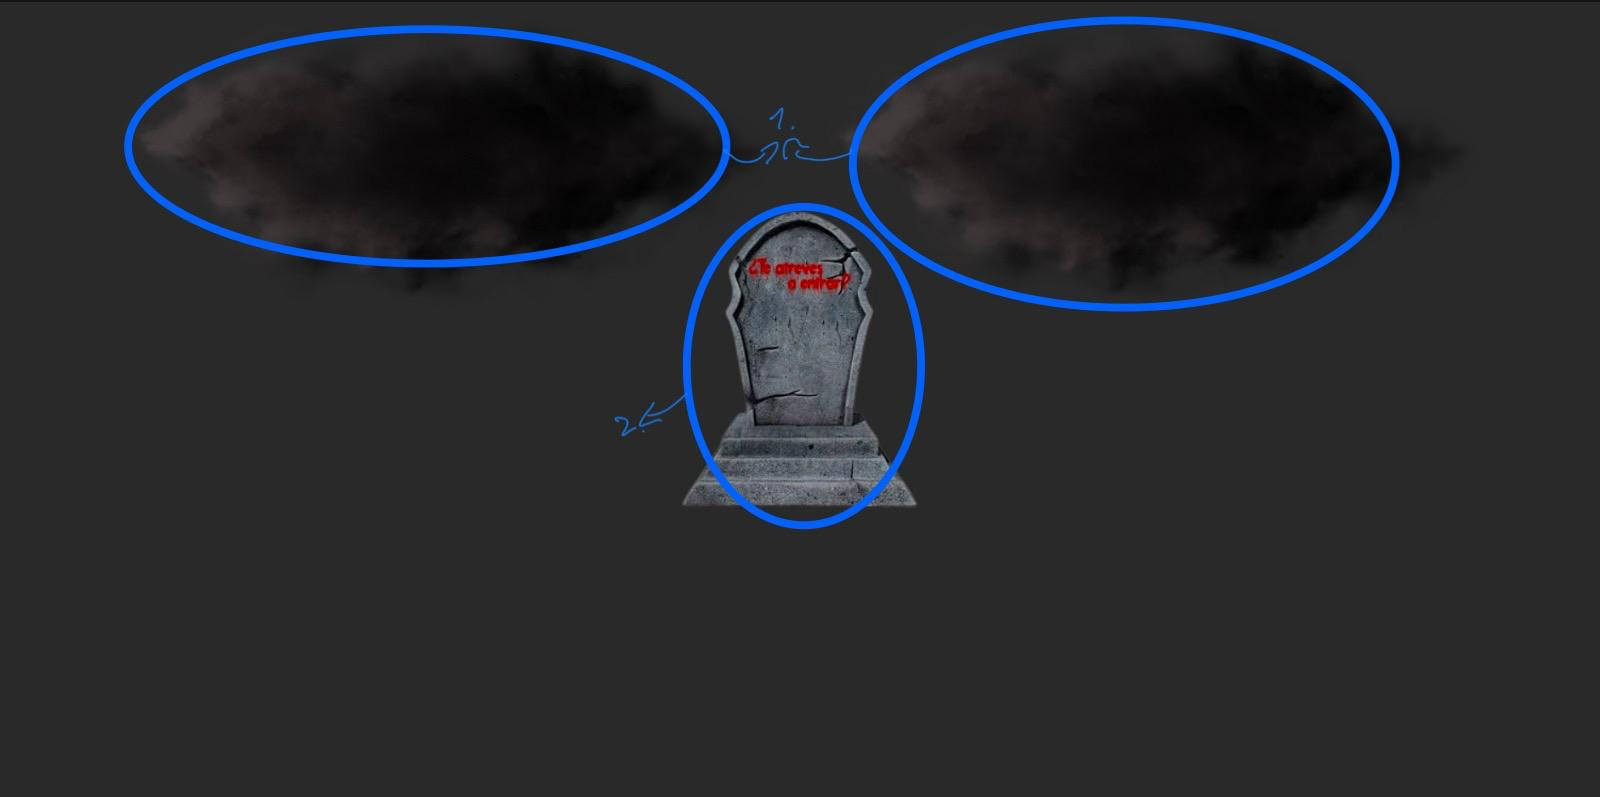 1.
¿Te atreves
a entrar?
2.